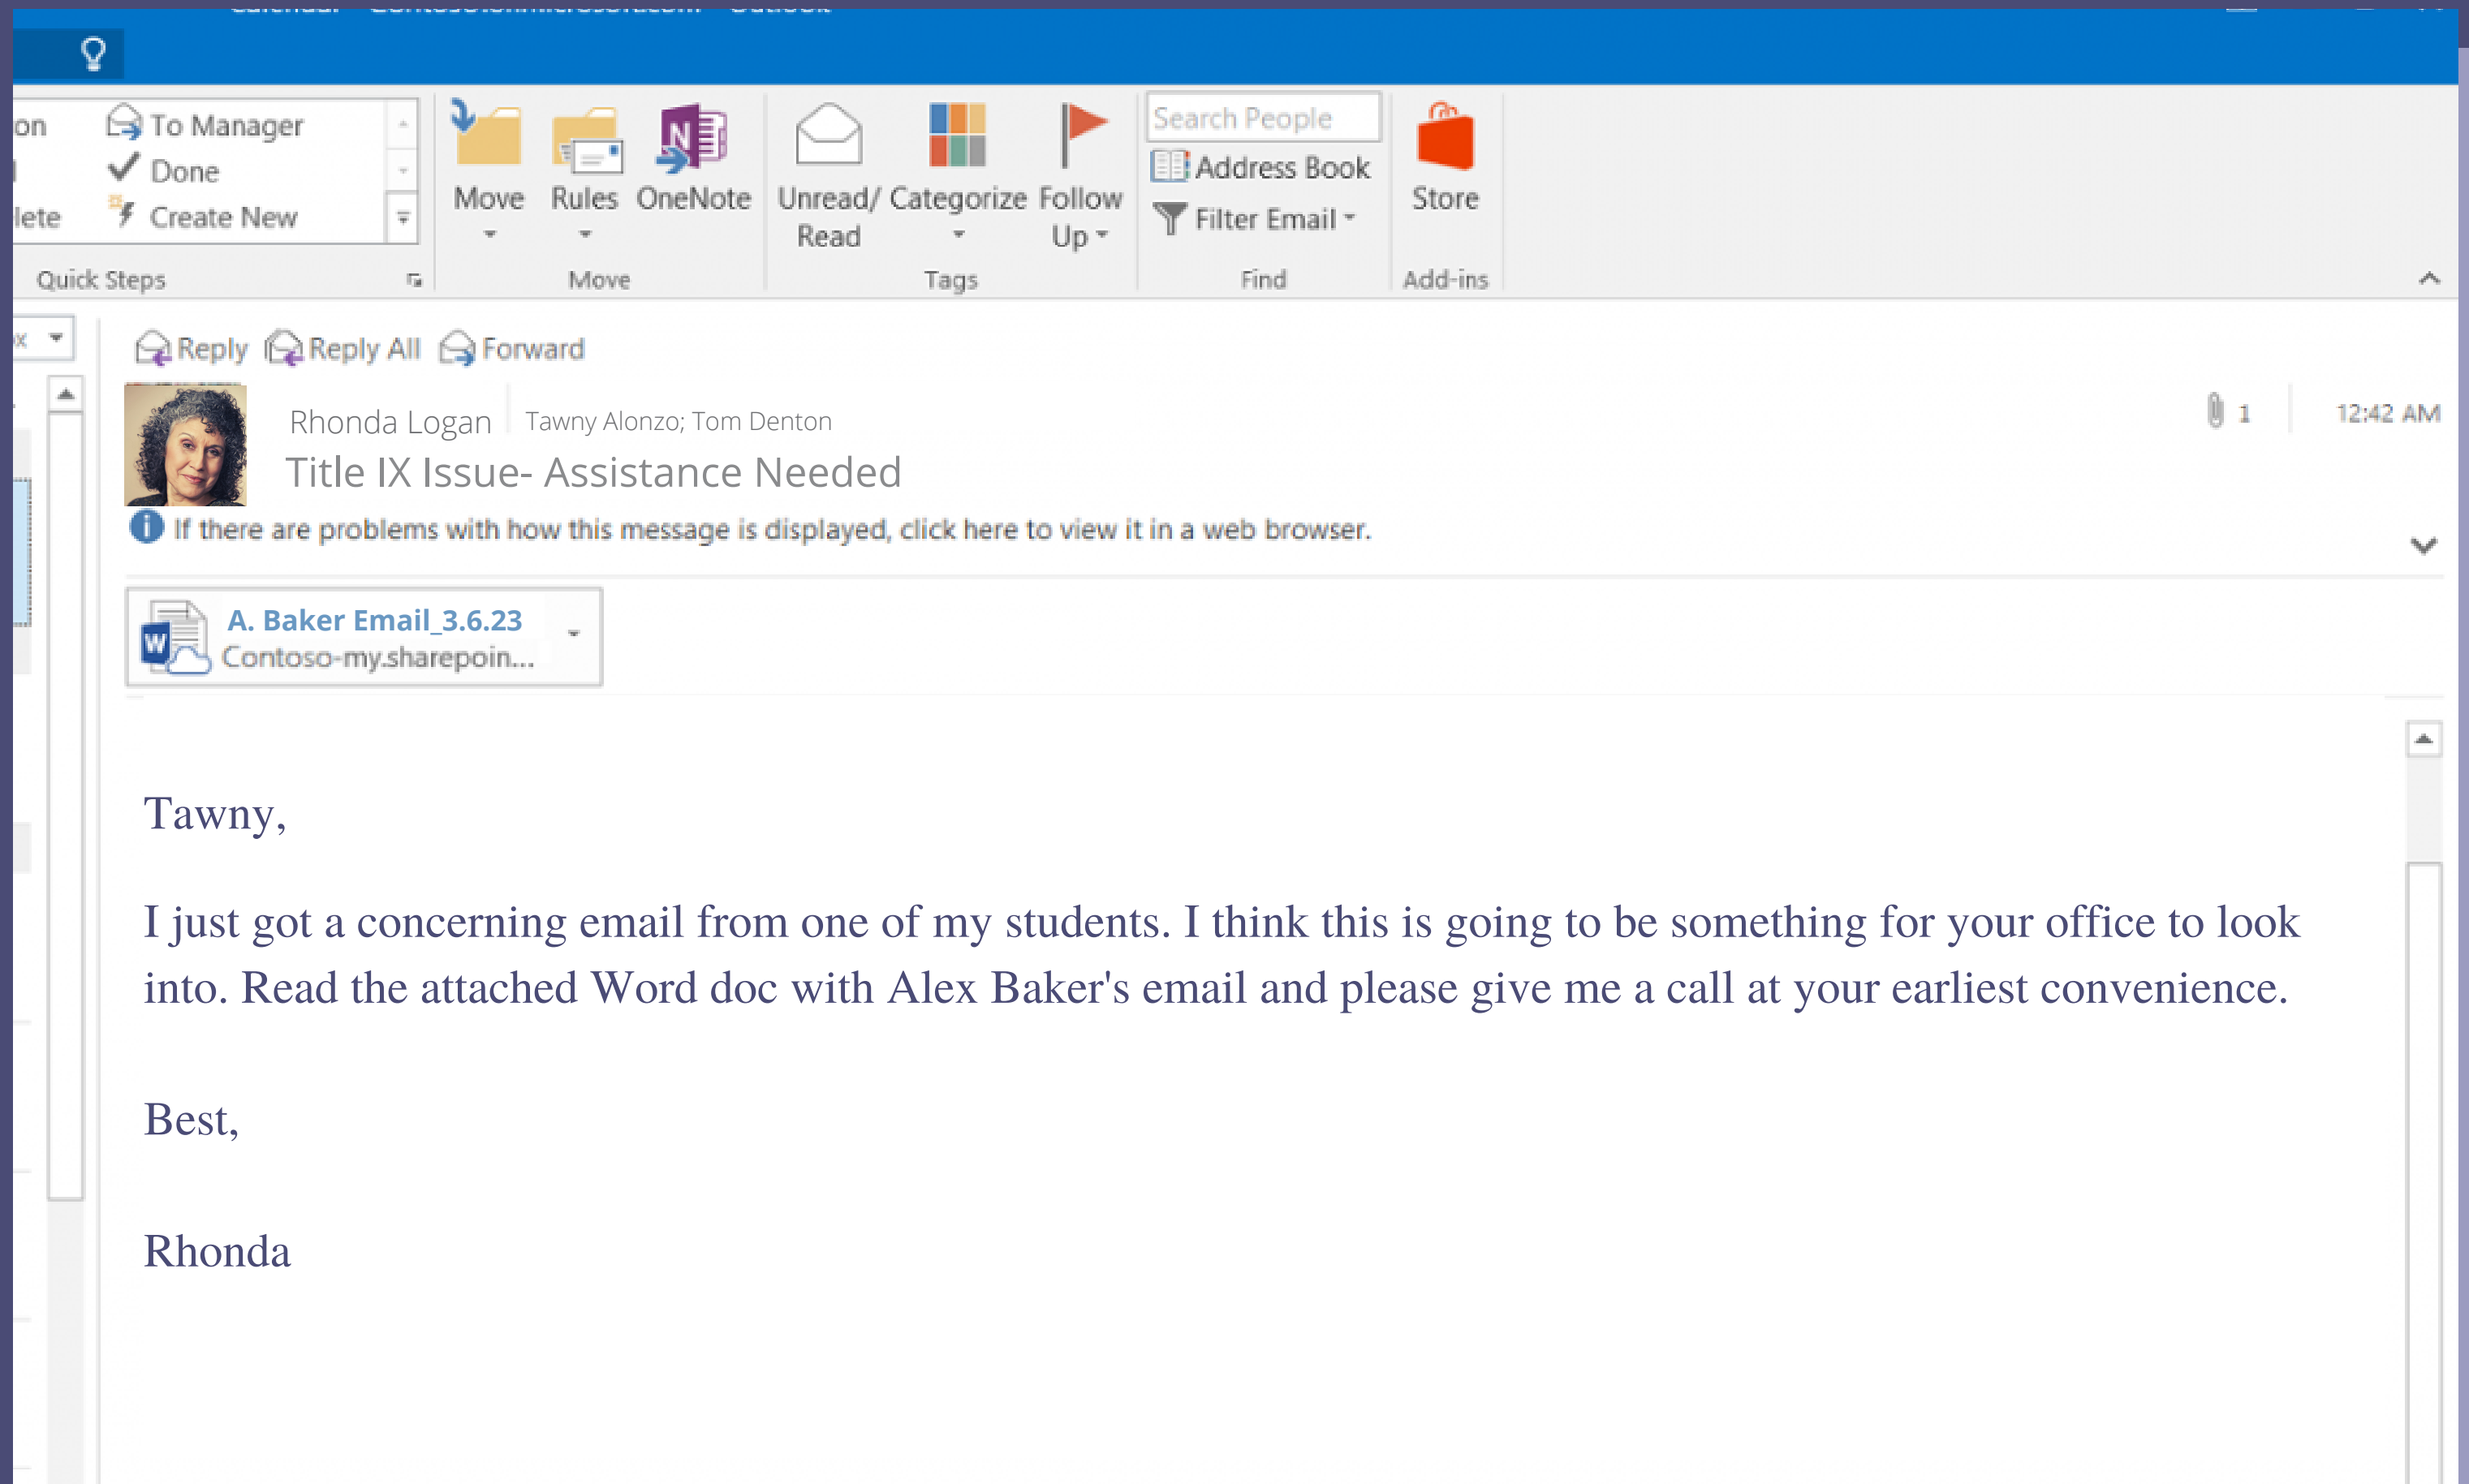 To Manager
Done
Create New
Quick Steps
Move
Rules
OneNote
Move
Unread/
Read
Categorize
Follow
Up
Tags
Search People
Address Book
Filter Email
Find
Store
Add-ins
Reply Reply All Forward
Rhonda Logan Tawny Alonzo; Tom Denton
1 12:42 AM
Title IX Issue- Assistance Needed
If there are problems with how this message is displayed, click here to view it in a web browser.
A. Baker Email_3.6.23
Contoso-my.sharepoin...
Tawny,
I just got a concerning email from one of my students. I think this is going to be something for your office to look
into. Read the attached Word doc with Alex Baker's email and please give me a call at your earliest convenience.
Best,
Rhonda